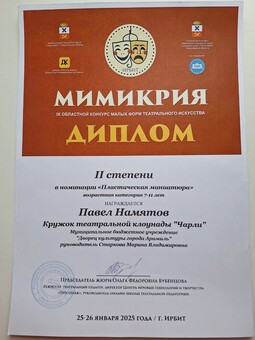 ИРБИТ
МИМИКРИЯ
IX ОБЛАСТНОЙ КОНКУРС МАЛЫХ ФОРМ ТЕАТРАЛЬНОГО ИСКУССТВА
ДИПЛОМ
II степени
в номинации «Пластическая миниатюра»
возрастная категория 7-11 лет
НАГРАЖДАЕТСЯ
Павел Намятов
Кружок театральной клоунады "Чарли"
Муниципальное бюджетное учреждение
"Дворец культуры города Арамиль"
руководитель Старкова Марина Владимировна
Председатель жюри Ольга Федоровна Бубенцова
25-26 ЯНВАРЯ 2025 ГОДА / Г. ИРБИТ